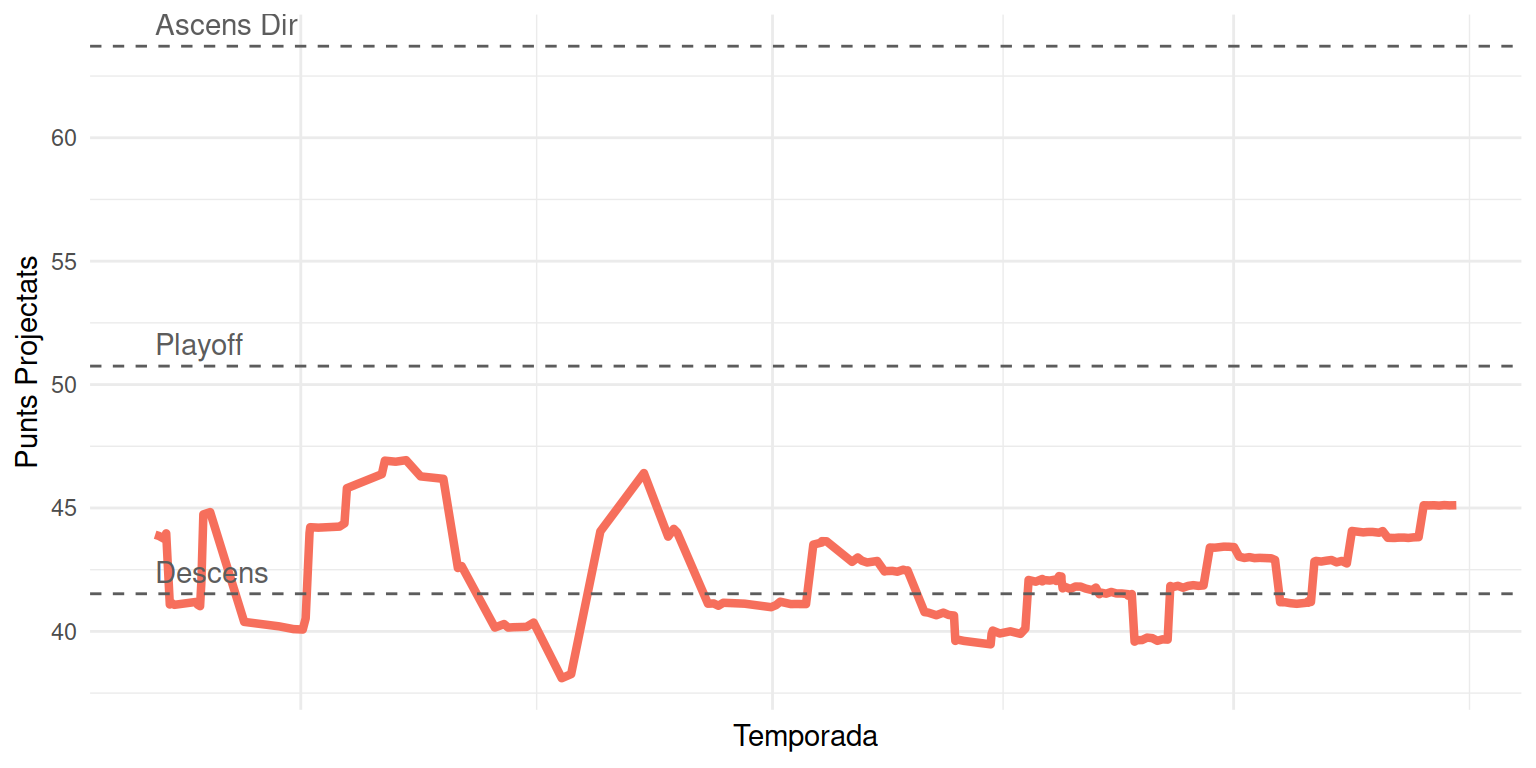 Ascens Dir
60
55
Playoff
50
45
Descens
40
Punts Projectats
Temporada